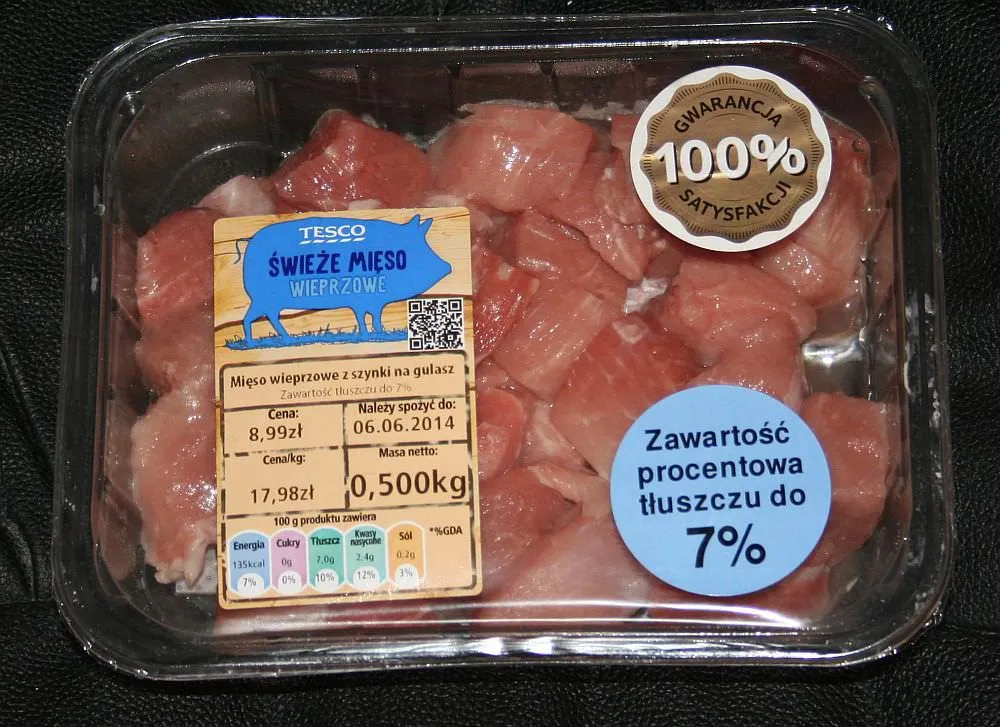 GWARANCJA
100%
SATYSFAKCJI
TESCO
ŚWIEŻE MIĘSO
WIEPRZOWE
Mięso wieprzowe z szynki na gulasz
Zawartość tłuszczu do 7%
Cena:
8,99zł
Należy spożyć do:
06.06.2014
Cena/kg:
17,98zł
Masa netto:
0,500kg
100 g produktu zawiera
Energia
135kcal
7%
Cukry
0g
0%
Tłuszcz
7,0g
10%
Kwasy
nasycone
2,4g
12%
Sól
0,2g
3%
*%GDA
Zawartość
procentowa
tłuszczu do
7%